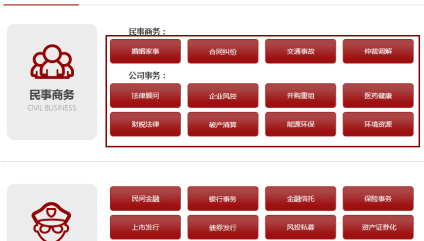 民事商务：
婚姻家事 合同纠纷 交通事故 仲裁调解
公司事务：
民事商务
CIVIL BUSINESS
法律顾问 企业风控 并购重组 医药健康
财税法律 破产清算 能源环保 环境资源
民间金融 银行事务 金融信托 保险事务
上市发行 债券发行 风投私募 资产证券化